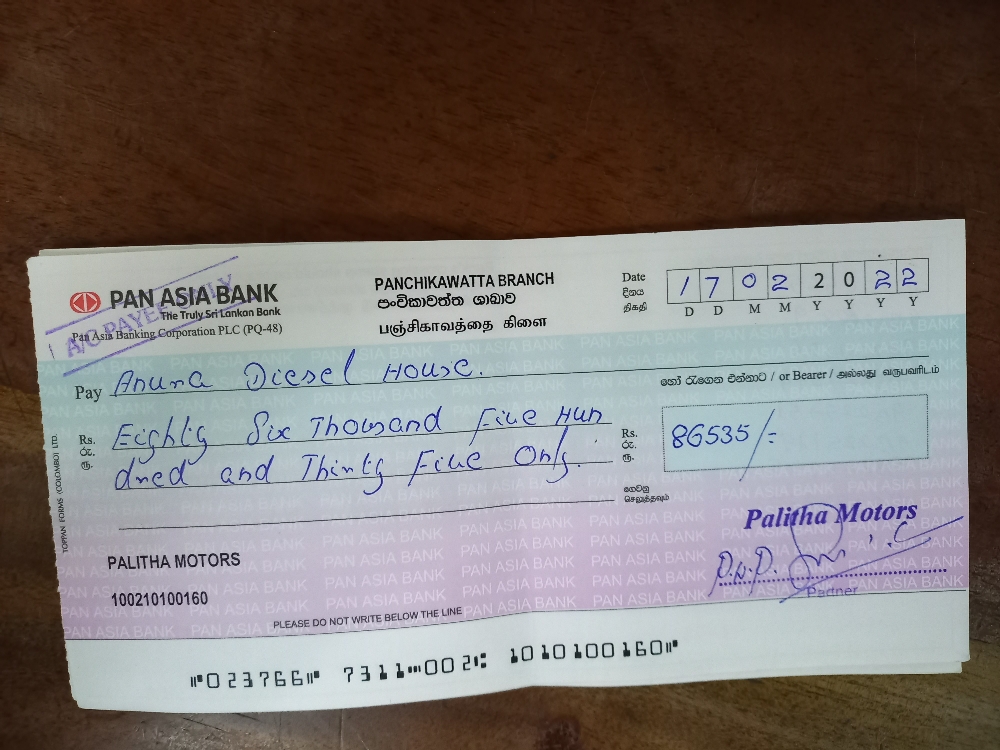 A/C PAYEE ONLY
PAN ASIA BANK
The Truly Sri Lankan Bank
Pan Asia Banking Corporation PLC (PQ-48)
PANCHIKAWATTA BRANCH
පංචිකාවත්ත ශාඛාව
பஞ்சிகாவத்தை கிளை
Date
දිනය
திகதி
1 7 0 2 2 0 2 2
D D M M Y Y Y Y
Pay Anura Diesel House.
හෝ රැගෙන එන්නාට / or Bearer / அல்லது வருபவரிடம்
Rs.
රු.
ரூ.
Eighty Six Thousand Five Hun
dred and Thirty Five Only.
Rs.
රු.
ரூ.
86535/=
ගෙවනු
செலுத்தவும்
TOPPAN FORMS (COLOMBO) LTD.
Palitha Motors
Partner
PALITHA MOTORS
100210100160
PLEASE DO NOT WRITE BELOW THE LINE
⑈023766⑈ 7311⑉002⑆ 1010100160⑈